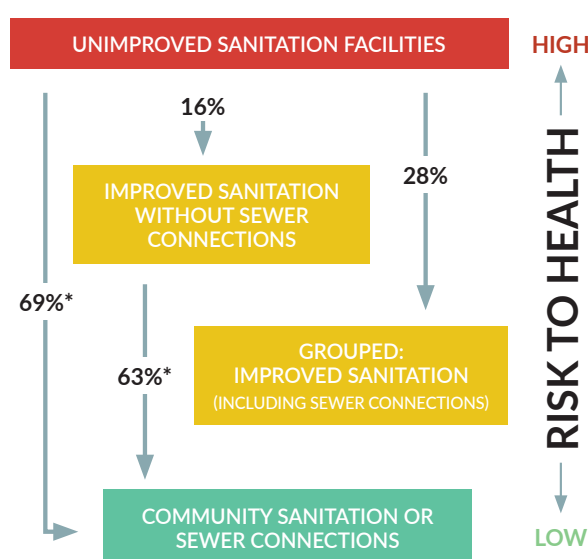 UNIMPROVED SANITATION FACILITIES
HIGH
16%
28%
IMPROVED SANITATION
WITHOUT SEWER
CONNECTIONS
69%*
63%*
GROUPED:
IMPROVED SANITATION
(INCLUDING SEWER CONNECTIONS)
RISK TO HEALTH
COMMUNITY SANITATION OR
SEWER CONNECTIONS
LOW